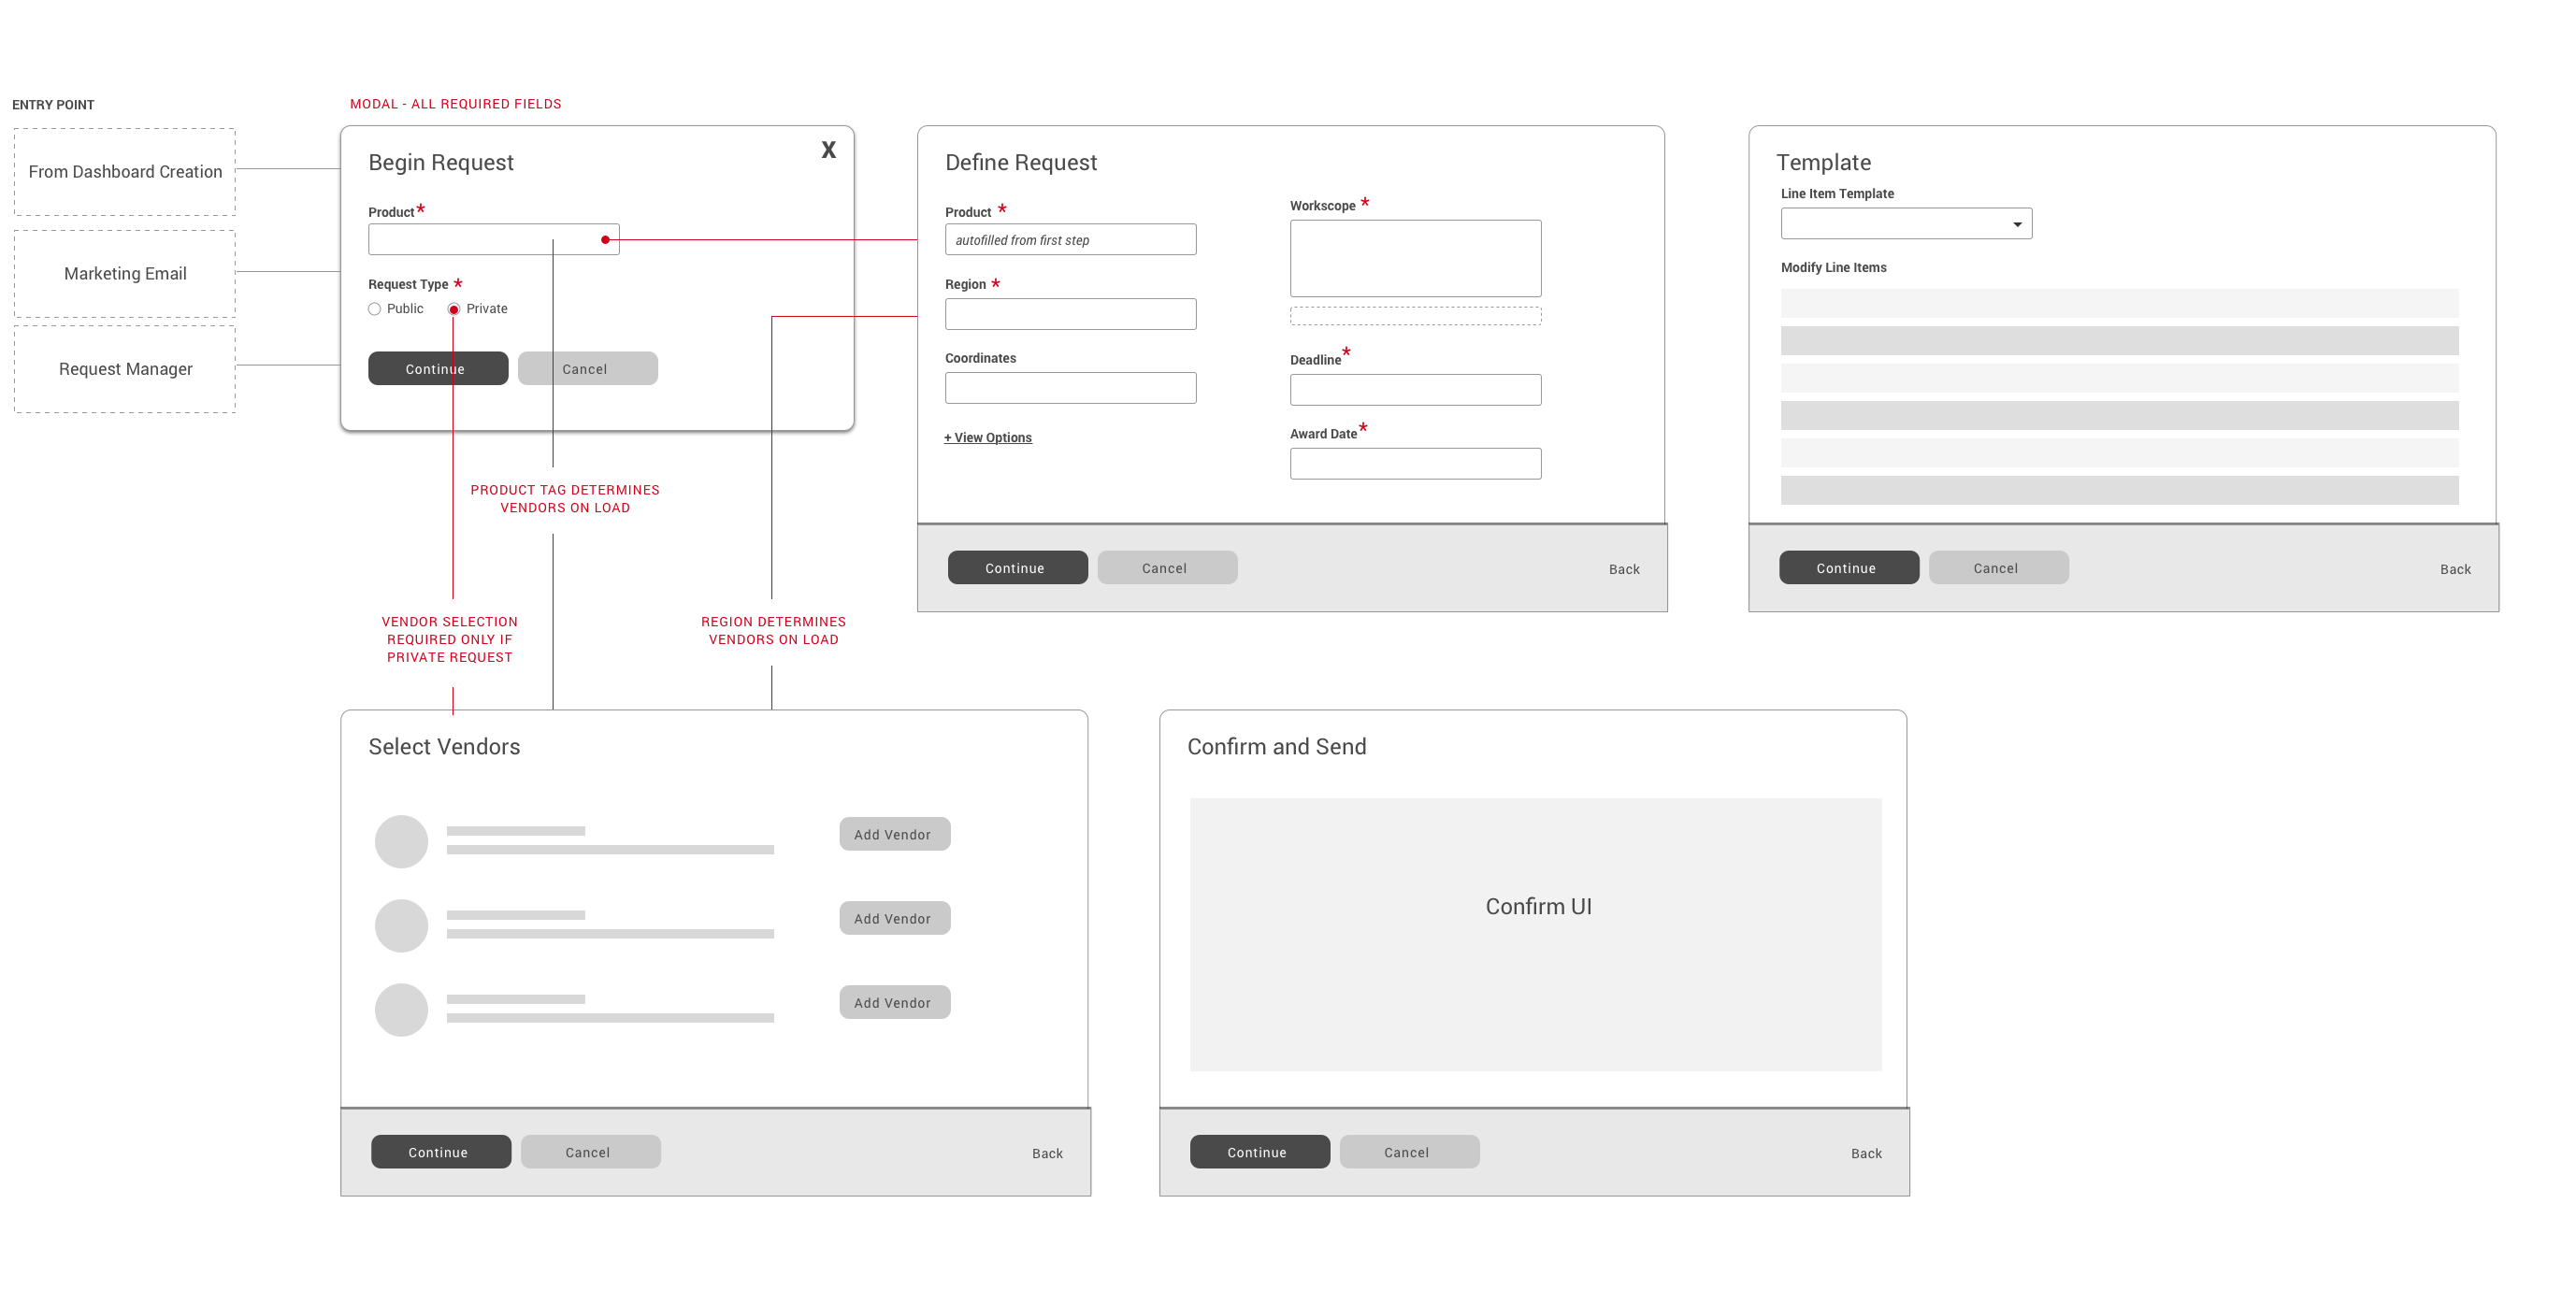 ENTRY POINT
From Dashboard Creation
Marketing Email
Request Manager
MODAL - ALL REQUIRED FIELDS
Begin Request
X
Product *
Request Type *
Public
Private
Continue
Cancel
Define Request
Product *
autofilled from first step
Region *
Coordinates
+ View Options
Workscope *
Deadline *
Award Date *
Continue
Cancel
Back
Template
Line Item Template
Modify Line Items
Continue
Cancel
Back
PRODUCT TAG DETERMINES
VENDORS ON LOAD
VENDOR SELECTION
REQUIRED ONLY IF
PRIVATE REQUEST
REGION DETERMINES
VENDORS ON LOAD
Select Vendors
Add Vendor
Add Vendor
Add Vendor
Continue
Cancel
Back
Confirm and Send
Confirm UI
Continue
Cancel
Back